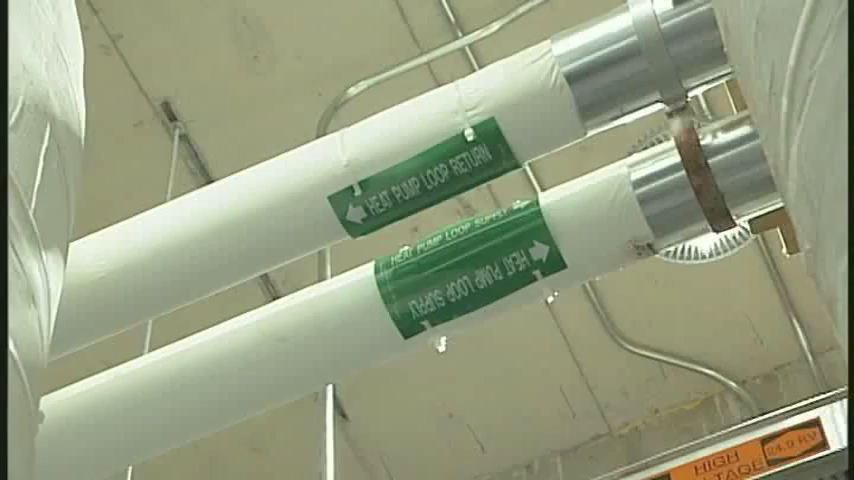 HEAT PUMP LOOP RETURN
HEAT PUMP LOOP SUPPLY
HEAT PUMP LOOP SUPPLY
HIGH
VOLTAGE
24.9 KV